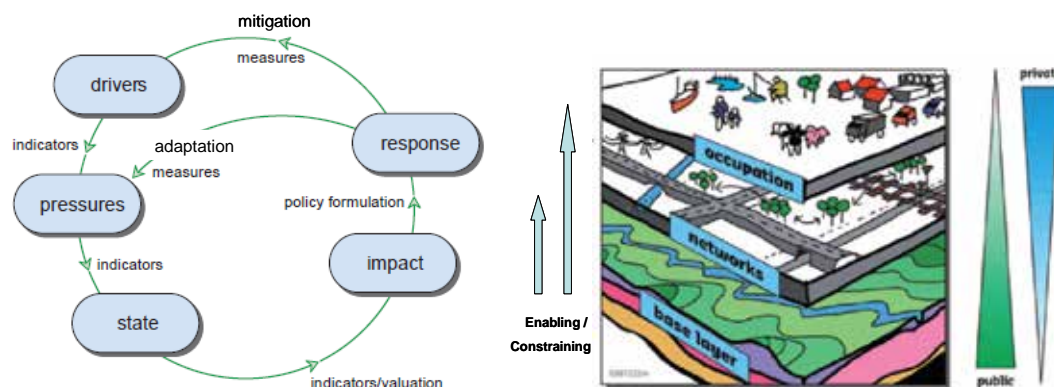 mitigation
measures
drivers
indicators
adaptation
measures
response
pressures
policy formulation
indicators
impact
state
indicators/valuation
Enabling /
Constraining
occupation
networks
base layer
private
public